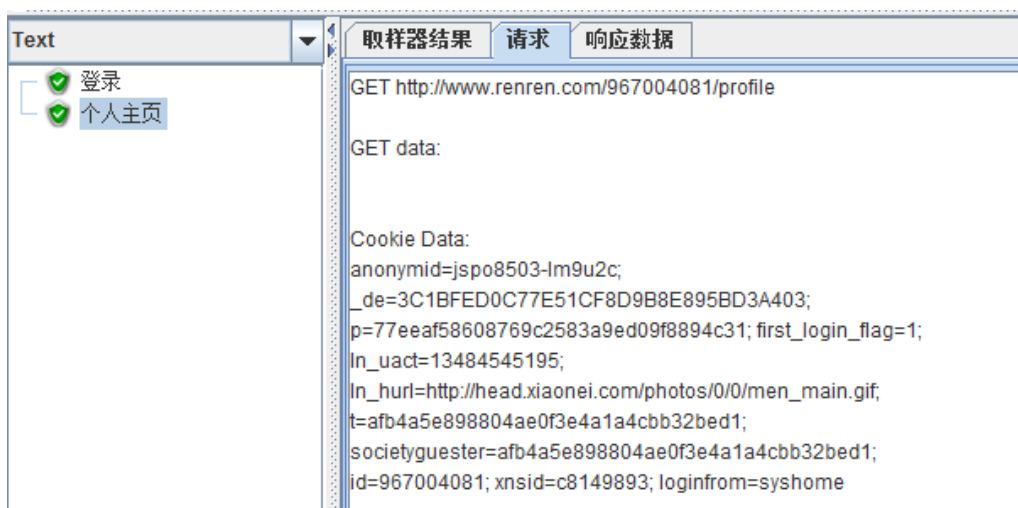 Text
登录
个人主页
取样器结果 请求 响应数据
GET http://www.renren.com/967004081/profile
GET data:
Cookie Data:
anonymid=jspo8503-lm9u2c;
_de=3C1BFED0C77E51CF8D9B8E895BD3A403;
p=77eeaf58608769c2583a9ed09f8894c31; first_login_flag=1;
ln_uact=13484545195;
ln_hurl=http://head.xiaonei.com/photos/0/0/men_main.gif;
t=afb4a5e898804ae0f3e4a1a4cbb32bed1;
societyguester=afb4a5e898804ae0f3e4a1a4cbb32bed1;
id=967004081; xnsid=c8149893; loginfrom=syshome